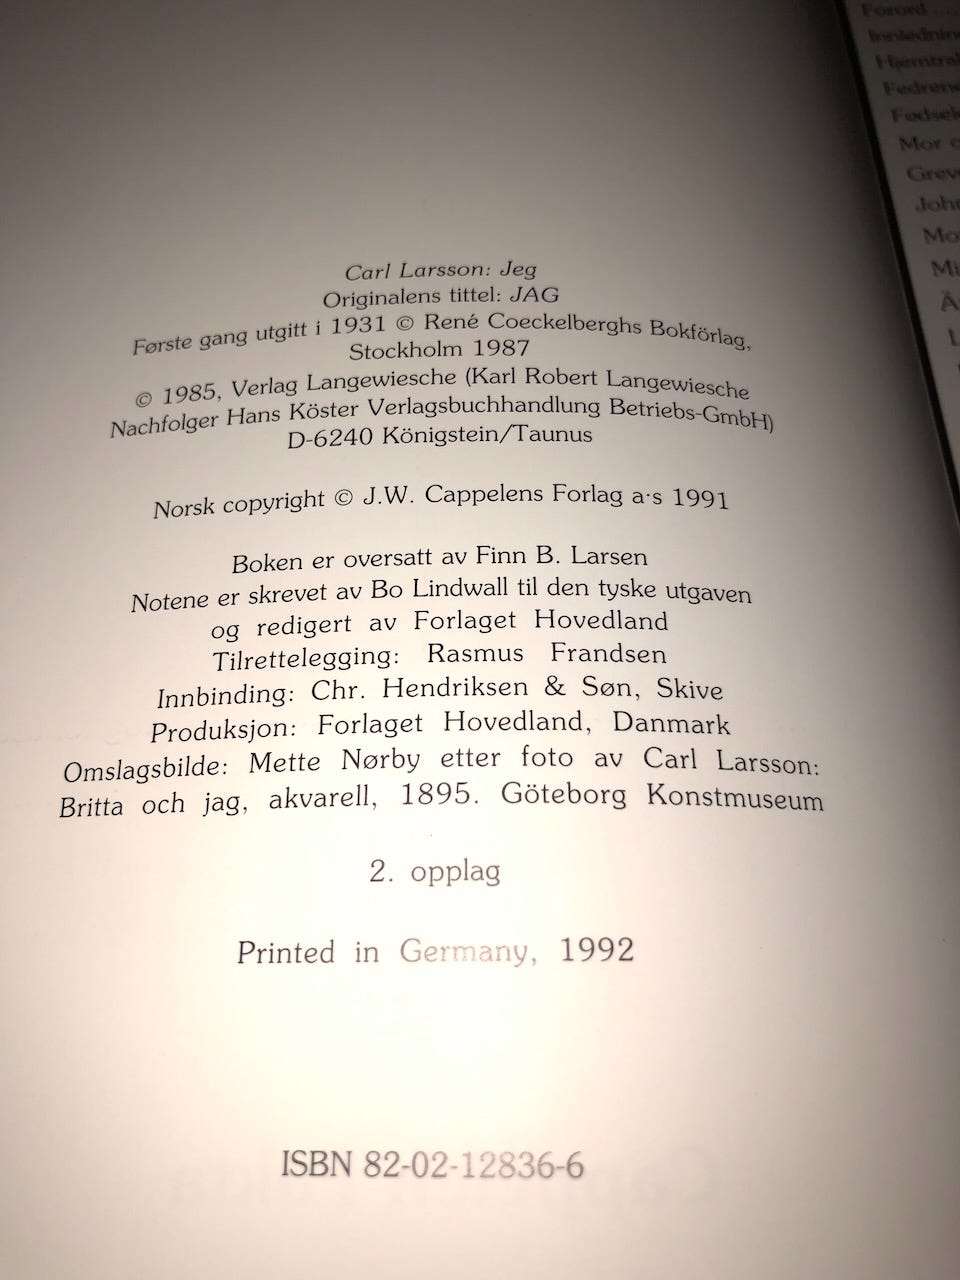 Carl Larsson: Jeg
Originalens tittel: JAG
Første gang utgitt i 1931 © René Coeckelberghs Bokförlag,
Stockholm 1987
© 1985, Verlag Langewiesche (Karl Robert Langewiesche
Nachfolger Hans Köster Verlagsbuchhandlung Betriebs-GmbH)
D-6240 Königstein/Taunus
Norsk copyright © J.W. Cappelens Forlag a·s 1991
Boken er oversatt av Finn B. Larsen
Notene er skrevet av Bo Lindwall til den tyske utgaven
og redigert av Forlaget Hovedland
Tilrettelegging: Rasmus Frandsen
Innbinding: Chr. Hendriksen & Søn, Skive
Produksjon: Forlaget Hovedland, Danmark
Omslagsbilde: Mette Nørby etter foto av Carl Larsson:
Britta och jag, akvarell, 1895. Göteborg Konstmuseum
2. opplag
Printed in Germany, 1992
ISBN 82-02-12836-6
Forord
Mor